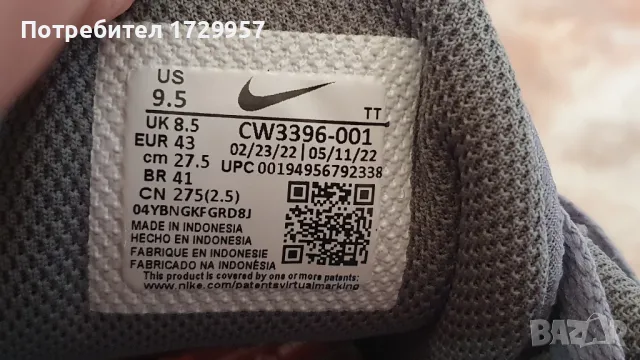 Потребител 1729957
US
9.5
TT
UK 8.5
EUR 43
cm 27.5
BR 41
CN 275(2.5)
CW3396-001
02/23/22 | 05/11/22
UPC 00194956792338
04YBNGKFGRD8J
MADE IN INDONESIA
HECHO EN INDONESIA
FABRIQUE EN INDONESIE
FABRICADO NA INDONÈSIA
This product is covered by one or more patents:
www.nike.com/patentsvirtualmarking
BAZAR